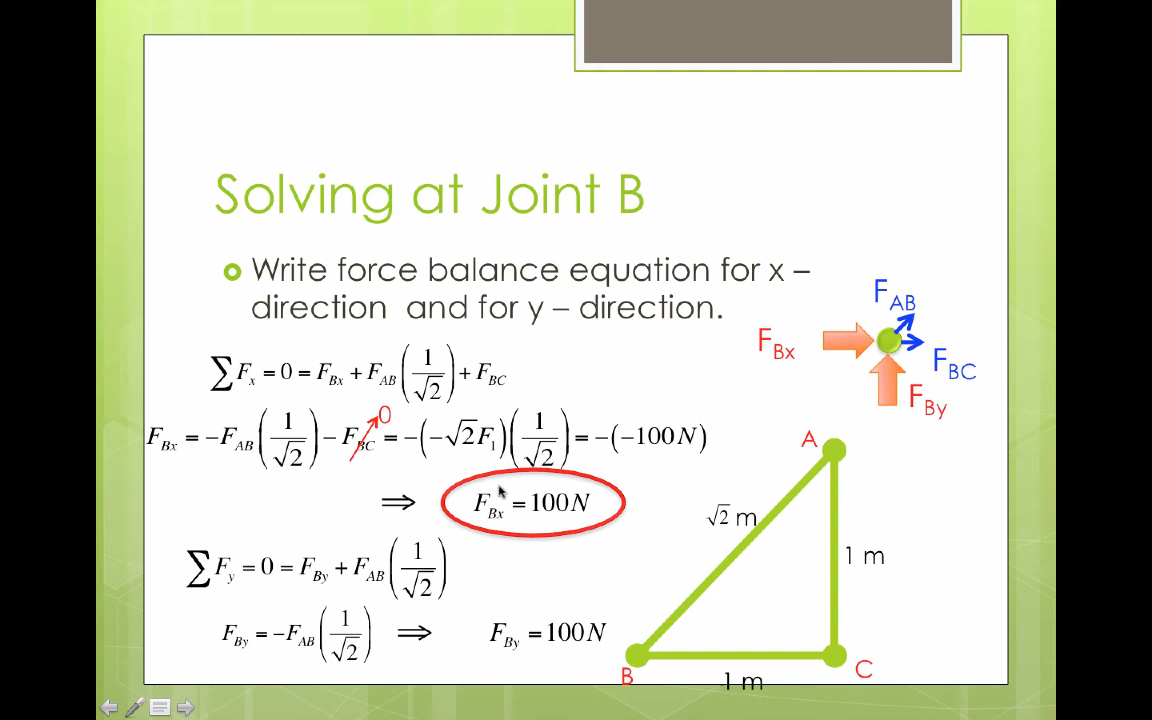 Solving at Joint B
Write force balance equation for x –
direction and for y – direction.
∑F_x = 0 = F_Bx + F_AB (1/√2) + F_BC
F_Bx = −F_AB (1/√2) − F_BC = −(−√2F_1)(1/√2) = −(−100N)
0
⇒ F_Bx = 100N
∑F_y = 0 = F_By + F_AB (1/√2)
F_By = −F_AB (1/√2) ⇒ F_By = 100N
F_AB
F_Bx
F_BC
F_By
A
√2 m
1 m
B
1 m
C